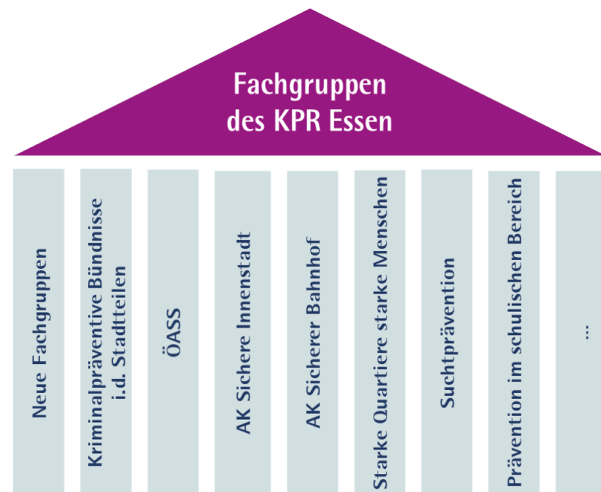 Fachgruppen
des KPR Essen
Neue Fachgruppen
Kriminalpräventive Bündnisse
i.d. Stadtteilen
ÖASS
AK Sichere Innenstadt
AK Sicherer Bahnhof
Starke Quartiere starke Menschen
Suchtprävention
Prävention im schulischen Bereich
...